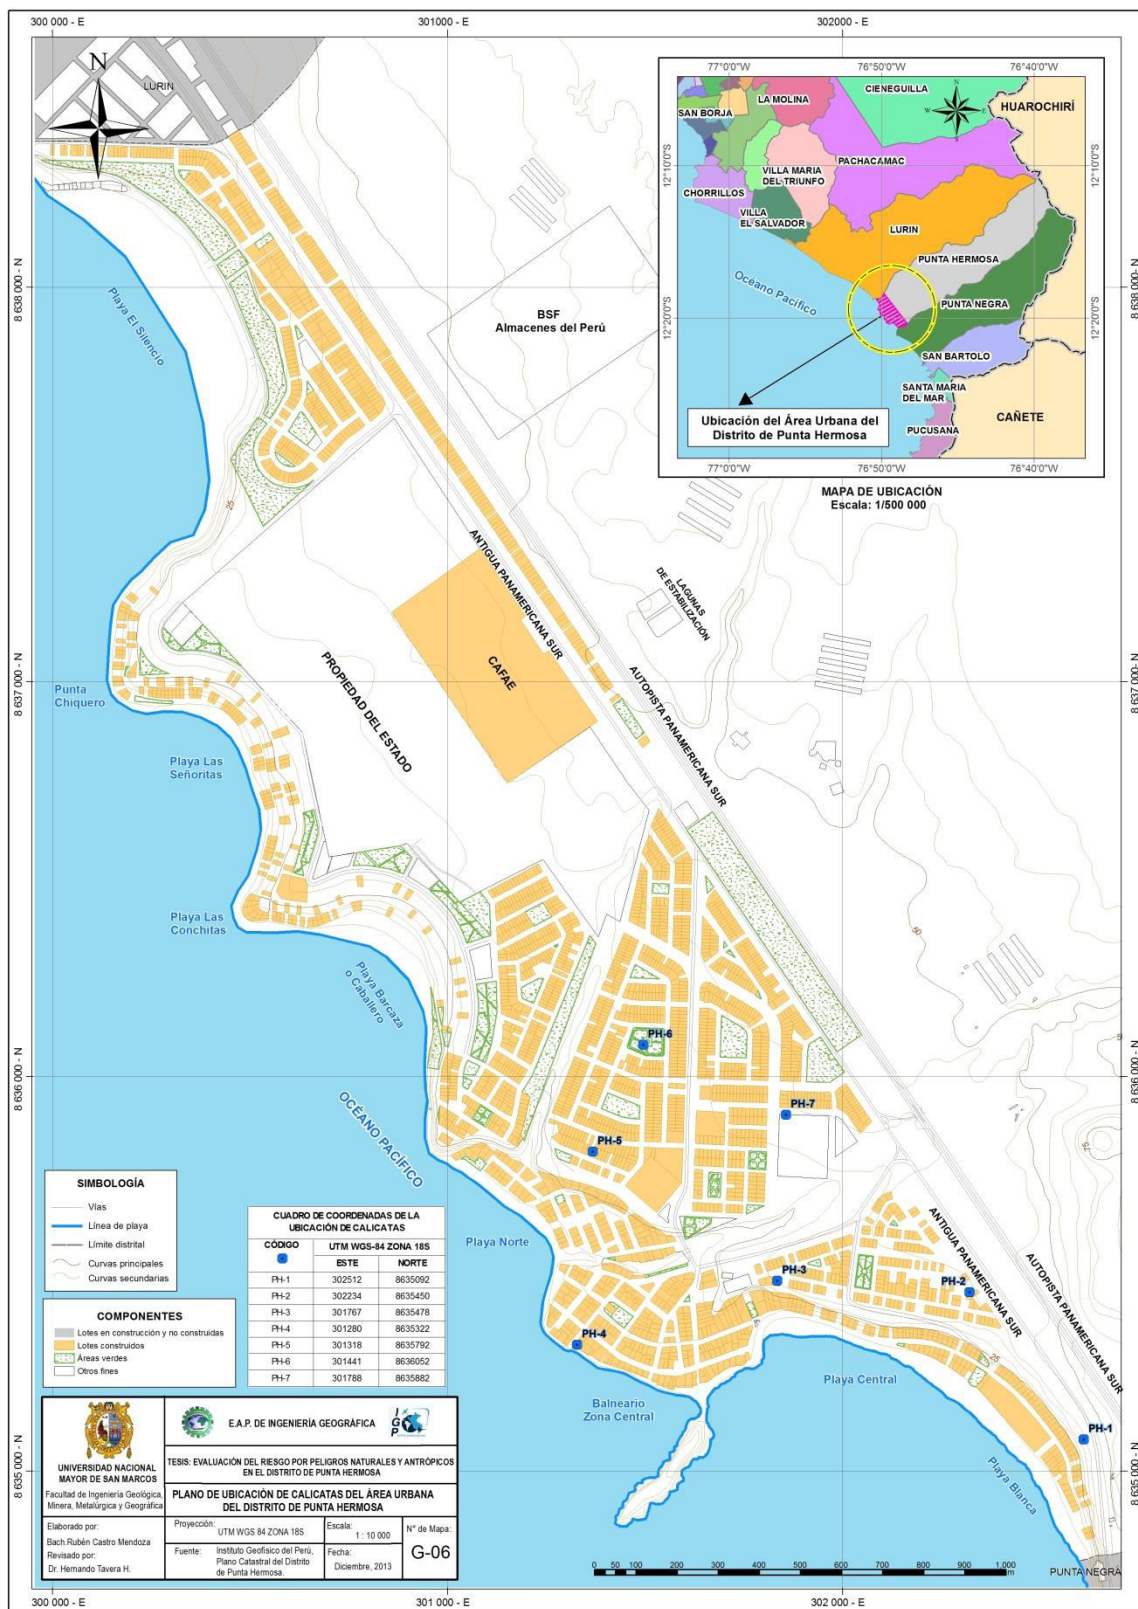 300 000 - E
301000 - E
302000 - E
N
LURIN
77°0'0"W
76°50'0"W
76°40'0"W
CIENEGUILLA
LA MOLINA
SAN BORJA
HUAROCHIRÍ
N
W
E
S
PACHACAMAC
12°10'0"S
12°10'0"S
VILLA MARIA
DEL TRIUNFO
CHORRILLOS
VILLA
EL SALVADOR
LURIN
PUNTA HERMOSA
Océano Pacífico
PUNTA NEGRA
12°20'0"S
12°20'0"S
SAN BARTOLO
SANTA MARIA
DEL MAR
CAÑETE
PUCUSANA
Ubicación del Área Urbana del
Distrito de Punta Hermosa
77°0'0"W
76°50'0"W
76°40'0"W
MAPA DE UBICACIÓN
Escala: 1/500 000
8 638 000 - N
8 638 000 - N
Playa El Silencio
BSF
Almacenes del Perú
25
ANTIGUA PANAMERICANA SUR
LAGUNAS
DE ESTABILIZACIÓN
CAFAE
PROPIEDAD DEL ESTADO
AUTOPISTA PANAMERICANA SUR
8 637 000 - N
8 637 000 - N
Punta
Chiquero
Playa Las
Señoritas
Playa Las
Conchitas
50
Playa Barcaza
o Caballero
PH-6
8 636 000 - N
8 636 000 - N
OCÉANO PACÍFICO
PH-7
PH-5
75
SIMBOLOGÍA
Vías
Línea de playa
Límite distrital
Curvas principales
Curvas secundarias
COMPONENTES
Lotes en construcción y no construidas
Lotes construidos
Áreas verdes
Otros fines
CUADRO DE COORDENADAS DE LA
UBICACIÓN DE CALICATAS
CÓDIGO
UTM WGS-84 ZONA 18S
ESTE NORTE
PH-1 302512 8635092
PH-2 302234 8635450
PH-3 301767 8635478
PH-4 301280 8635322
PH-5 301318 8635792
PH-6 301441 8636052
PH-7 301788 8635882
Playa Norte
ANTIGUA PANAMERICANA SUR
AUTOPISTA PANAMERICANA SUR
PH-3
PH-2
PH-4
25
Playa Central
Balneario
Zona Central
PH-1
Playa Blanca
8 635 000 - N
8 635 000 - N
UNIVERSIDAD NACIONAL
MAYOR DE SAN MARCOS
Facultad de Ingeniería Geológica,
Minera, Metalúrgica y Geográfica
Elaborado por:
Bach.Rubén Castro Mendoza
Revisado por:
Dr. Hernando Tavera H.
E.A.P. DE INGENIERÍA GEOGRÁFICA
IGP
TESIS: EVALUACIÓN DEL RIESGO POR PELIGROS NATURALES Y ANTRÓPICOS
EN EL DISTRITO DE PUNTA HERMOSA
PLANO DE UBICACIÓN DE CALICATAS DEL ÁREA URBANA
DEL DISTRITO DE PUNTA HERMOSA
Proyección: UTM WGS 84 ZONA 18S
Escala: 1 : 10 000
N° de Mapa:
G-06
Fuente: Instituto Geofísico del Perú,
Plano Catastral del Distrito
de Punta Hermosa.
Fecha:
Diciembre, 2013
0 50 100 200 300 400 500 600 700 800 900 1,000
m
PUNTA NEGRA
300 000 - E
301 000 - E
302 000 - E